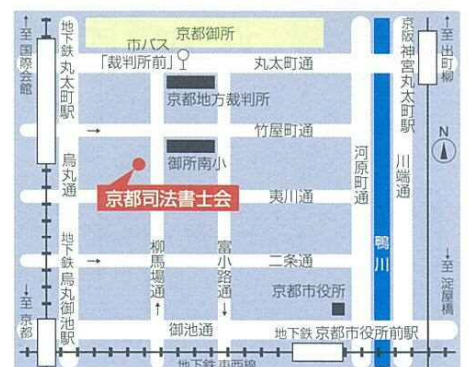 京都御所
市バス
「裁判所前」
丸太町通
京都地方裁判所
竹屋町通
御所南小
京都司法書士会
夷川通
二条通
京都市役所
御池通
地下鉄 京都市役所前駅
地下鉄東西線
↑至国際会館
地下鉄 丸太町駅
烏丸通
地下鉄 烏丸御池駅
↓至 京都
柳馬場通
富小路通
河原町通
鴨川
川端通
京阪 神宮丸太町駅
↑至出町柳
N
↓至 淀屋橋